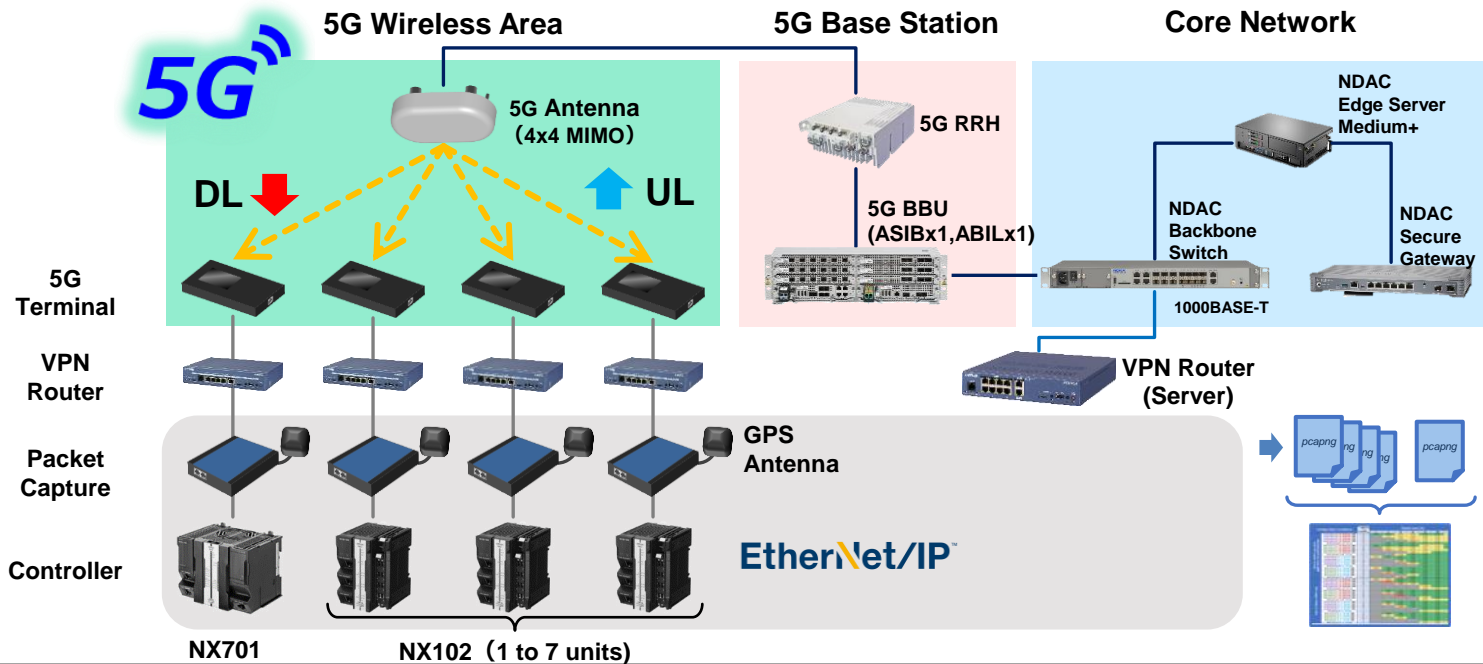 5G Wireless Area
5G Base Station
Core Network
5G
5G Antenna
（4x4 MIMO）
DL
UL
5G RRH
5G BBU
(ASIBx1,ABILx1)
NDAC
Edge Server
Medium+
NDAC
Backbone
Switch
NDAC
Secure
Gateway
1000BASE-T
5G
Terminal
VPN
Router
VPN Router
(Server)
Packet
Capture
GPS
Antenna
pcapng
ng
pcapng
Controller
EtherNet/IP™
NX701
NX102（1 to 7 units)